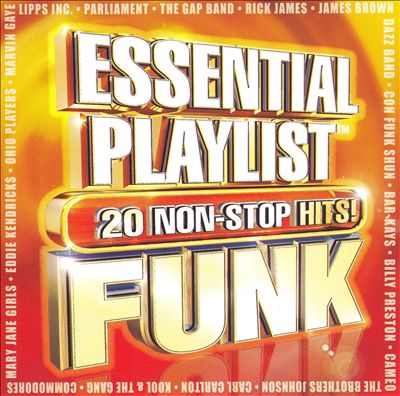 LIPPS INC. • PARLIAMENT • THE GAP BAND • RICK JAMES • JAMES BROWN
DAZZ BAND • CON FUNK SHUN • BAR-KAYS • BILLY PRESTON • CAMEO
THE BROTHERS JOHNSON • CARL CARLTON • KOOL & THE GANG • COMMODORES
MARY JANE GIRLS • EDDIE KENDRICKS • OHIO PLAYERS • MARVIN GAYE
ESSENTIAL
PLAYLIST™
20 NON-STOP HITS!
FUNK